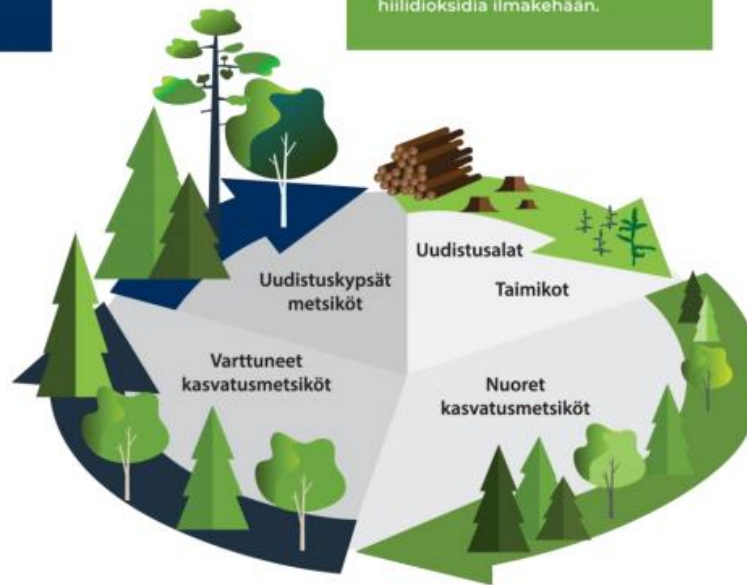 hiilidioksidia ilmakehään.
Uudistusalat
Taimikot
Uudistuskypsät
metsiköt
Varttuneet
kasvatusmetsiköt
Nuoret
kasvatusmetsiköt